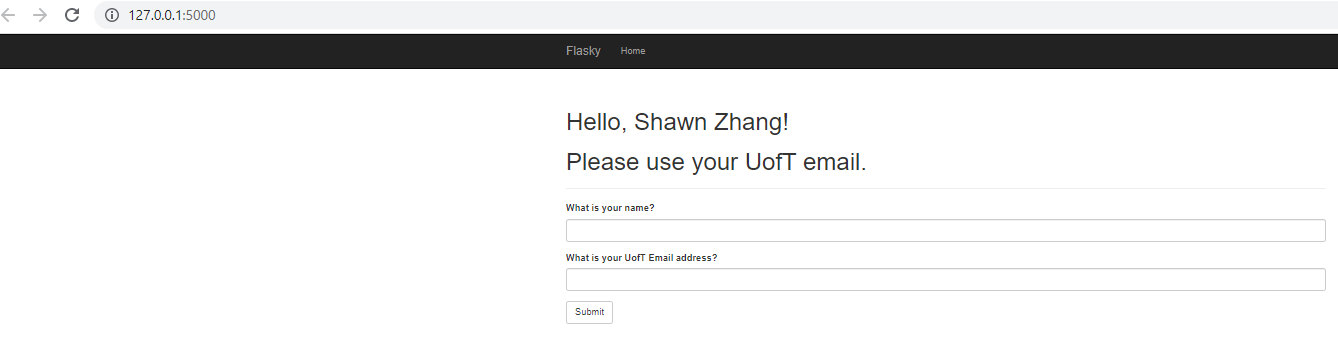 127.0.0.1:5000
Flasky Home
Hello, Shawn Zhang!
Please use your UofT email.
What is your name?
What is your UofT Email address?
Submit